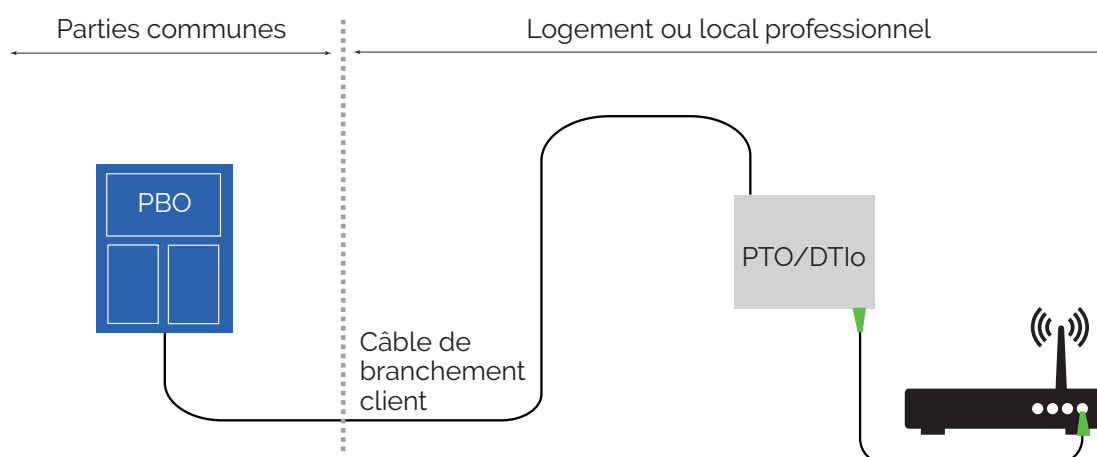 Parties communes
Logement ou local professionnel
PBO
PTO/DTIo
Câble de
branchement
client